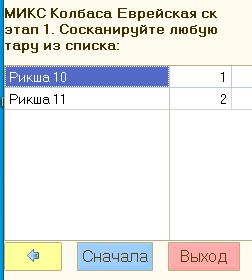 МИКС Колбаса Еврейская ск
этап 1. Сосканируйте любую
тару из списка:
Рикша 10 1
Рикша 11 2
Сначала Выход